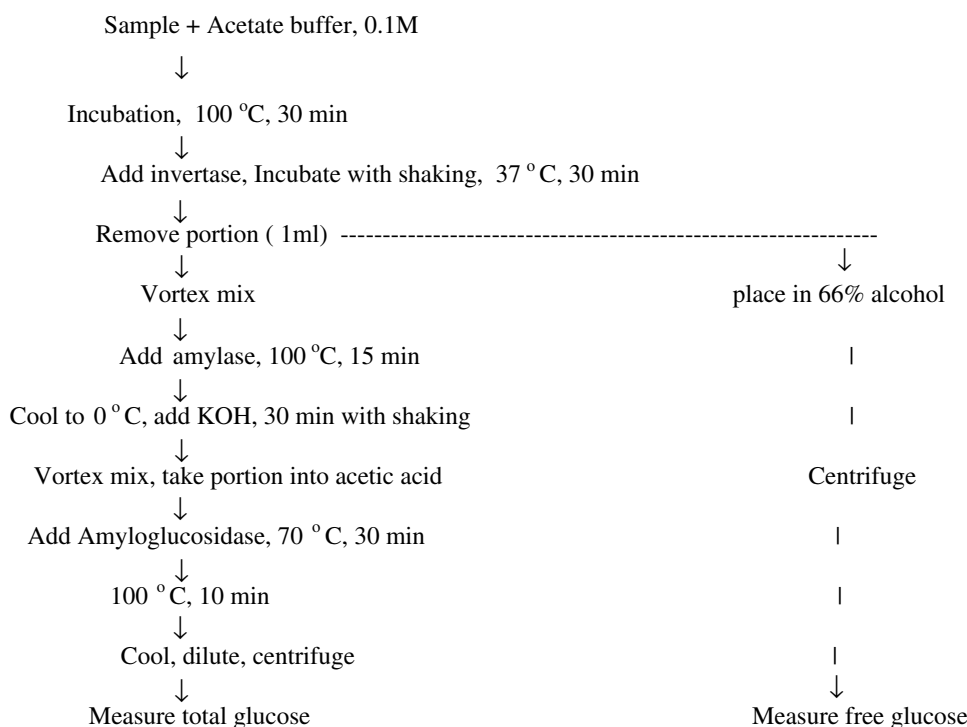 Sample + Acetate buffer, 0.1M
↓
Incubation, 100 °C, 30 min
↓
Add invertase, Incubate with shaking, 37 °C, 30 min
↓
Remove portion ( 1ml) ----------------------------------------------------------------
↓ ↓
Vortex mix place in 66% alcohol
↓
Add amylase, 100 °C, 15 min |
↓
Cool to 0 °C, add KOH, 30 min with shaking |
↓
Vortex mix, take portion into acetic acid Centrifuge
↓
Add Amyloglucosidase, 70 °C, 30 min |
↓
100 °C, 10 min |
↓
Cool, dilute, centrifuge |
↓ ↓
Measure total glucose Measure free glucose